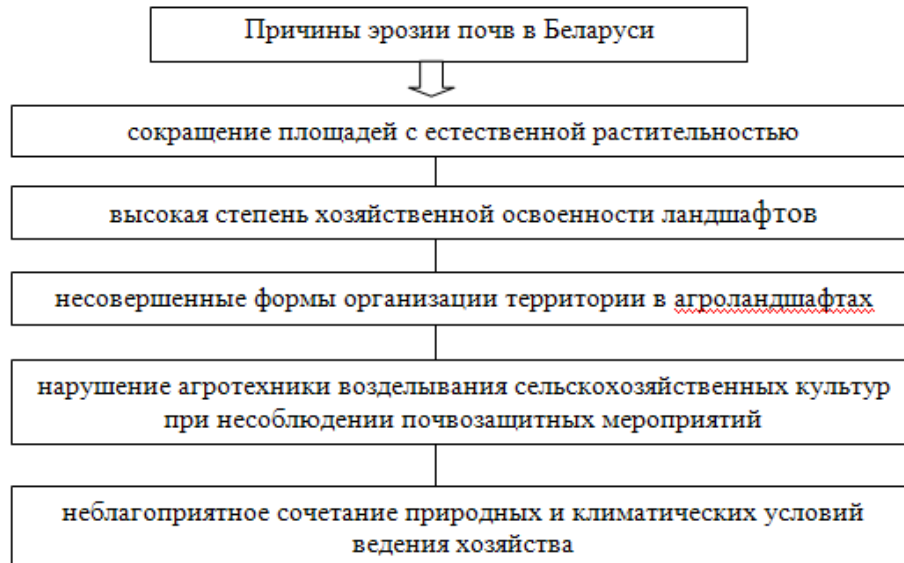 Причины эрозии почв в Беларуси
сокращение площадей с естественной растительностью
высокая степень хозяйственной освоенности ландшафтов
несовершенные формы организации территории в агроландшафтах
нарушение агротехники возделывания сельскохозяйственных культур
при несоблюдении почвозащитных мероприятий
неблагоприятное сочетание природных и климатических условий
ведения хозяйства